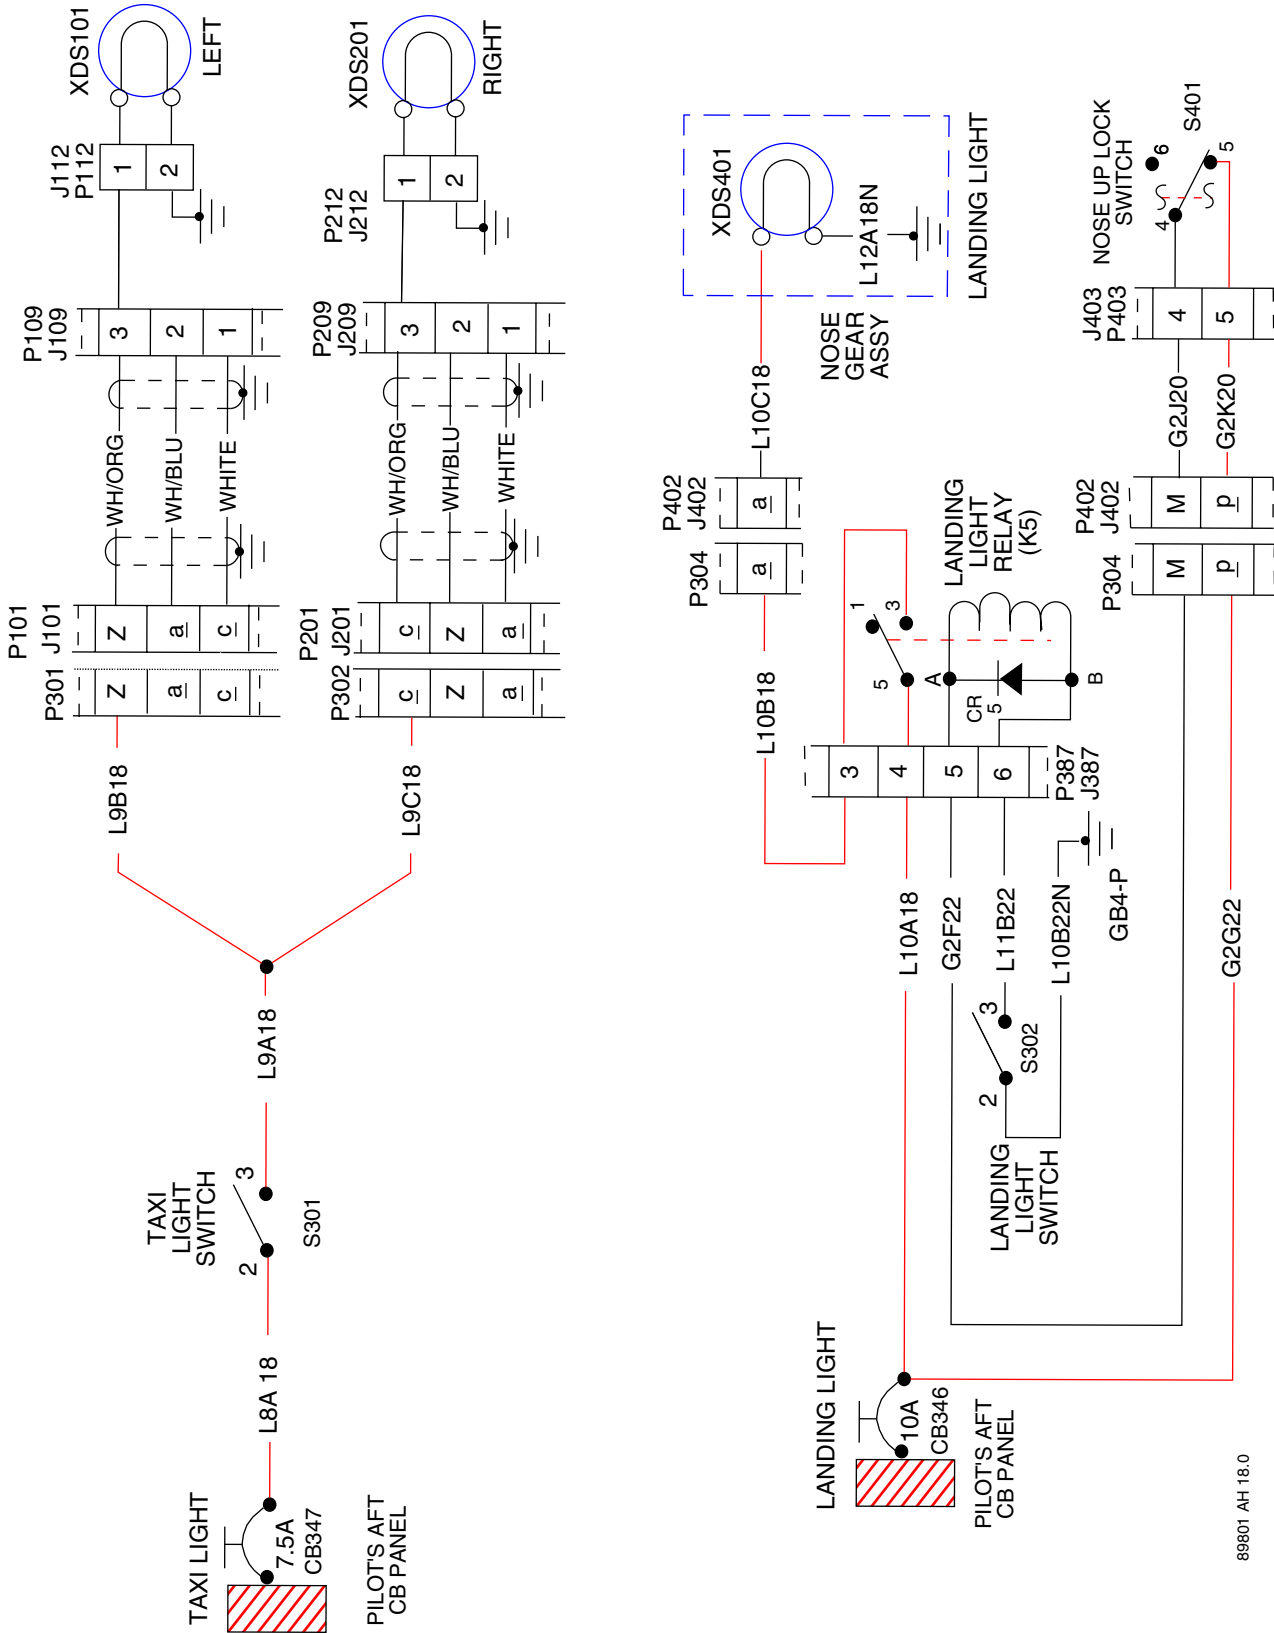 TAXI LIGHT
7.5A
CB347
PILOT'S AFT
CB PANEL
L8A 18
TAXI
LIGHT
SWITCH
2
3
S301
L9A18
L9B18
L9C18
P301
Z
a
c
P101
J101
Z
a
c
WH/ORG
WH/BLU
WHITE
P109
J109
3
2
1
J112
P112
1
2
XDS101
LEFT
P302
c
Z
a
P201
J201
c
Z
a
WH/ORG
WH/BLU
WHITE
P209
J209
3
2
1
P212
J212
1
2
XDS201
RIGHT
LANDING LIGHT
10A
CB346
PILOT'S AFT
CB PANEL
L10A18
G2F22
L11B22
L10B22N
GB4-P
G2G22
LANDING
LIGHT
SWITCH
2
3
S302
3
4
5
6
P387
J387
L10B18
1
3
5
A
B
CR
5
LANDING
LIGHT
RELAY
(K5)
P304
a
P402
J402
a
L10C18
NOSE
GEAR
ASSY
XDS401
L12A18N
LANDING LIGHT
P304
M
p
P402
J402
M
p
G2J20
G2K20
J403
P403
4
5
NOSE UP LOCK
SWITCH
4
6
5
S401
89801 AH 18.0